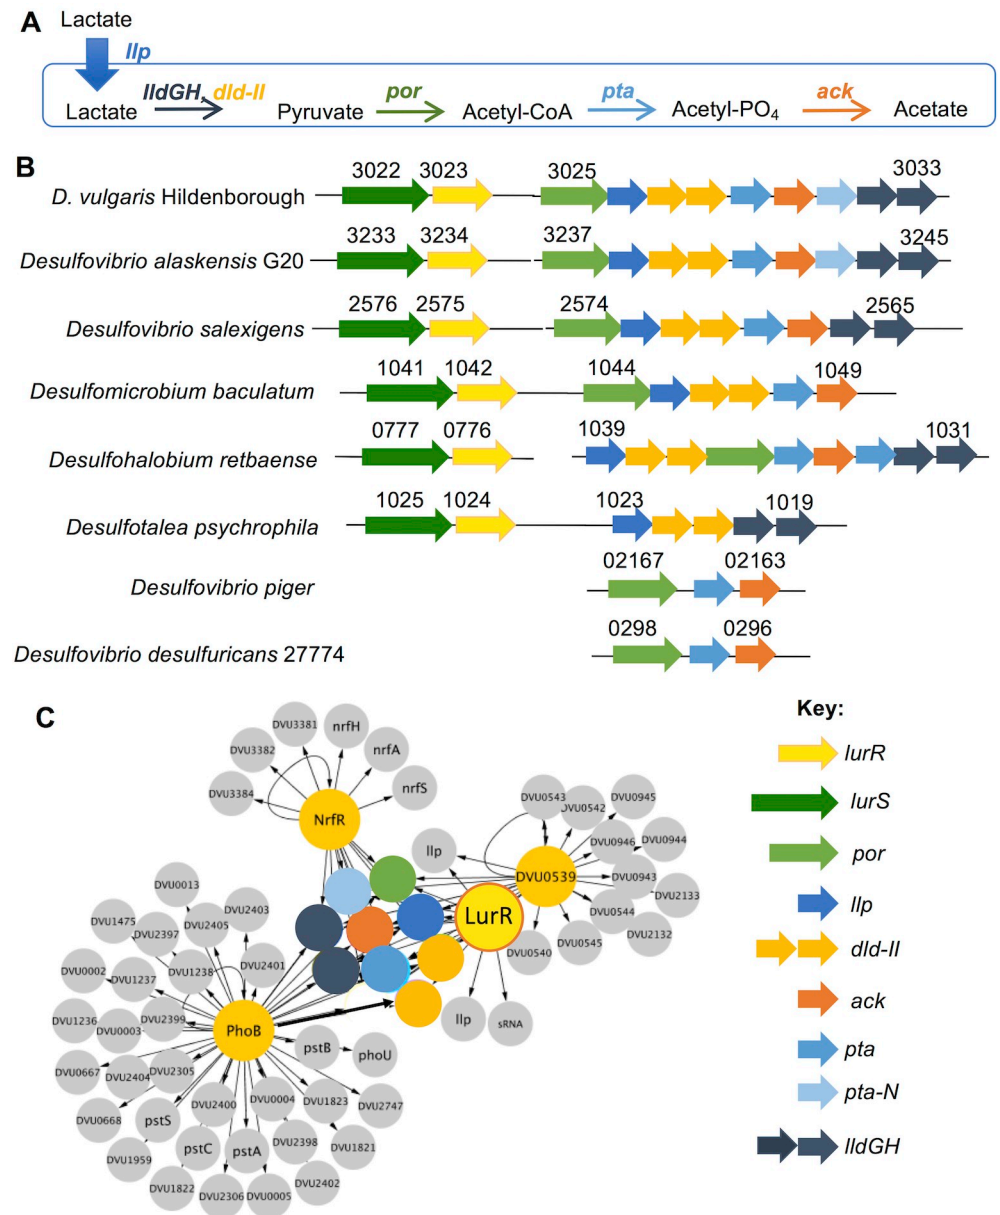 A
Lactate
llp
lldGH, dld-II
por
pta
ack
Lactate
Pyruvate
Acetyl-CoA
Acetyl-PO4
Acetate
B
3022 3023 3025 3033
D. vulgaris Hildenborough
3233 3234 3237 3245
Desulfovibrio alaskensis G20
2576 2575 2574 2565
Desulfovibrio salexigens
1041 1042 1044 1049
Desulfomicrobium baculatum
0777 0776 1039 1031
Desulfohalobium retbaense
1025 1024 1023 1019
Desulfotalea psychrophila
02167 02163
Desulfovibrio piger
0298 0296
Desulfovibrio desulfuricans 27774
C
DVU3381
nrfH
DVU3382
nrfA
DVU3384
nrfS
NrfR
llp
DVU0543
DVU0542
DVU0945
DVU0946
DVU0944
DVU0539
DVU0943
DVU2133
DVU0544
DVU2132
DVU0545
DVU0540
LurR
llp
sRNA
DVU0013
DVU1475
DVU2397
DVU2405
DVU2403
DVU0002
DVU1237
DVU1238
DVU2401
DVU1236
DVU0003
DVU2399
PhoB
pstB
phoU
DVU0667
DVU2404
DVU2305
DVU0668
pstS
DVU2400
DVU0004
DVU1823
DVU2747
DVU1959
pstC
pstA
DVU2398
DVU1821
DVU1822
DVU2306
DVU0005
DVU2402
Key:
lurR
lurS
por
llp
dld-II
ack
pta
pta-N
lldGH